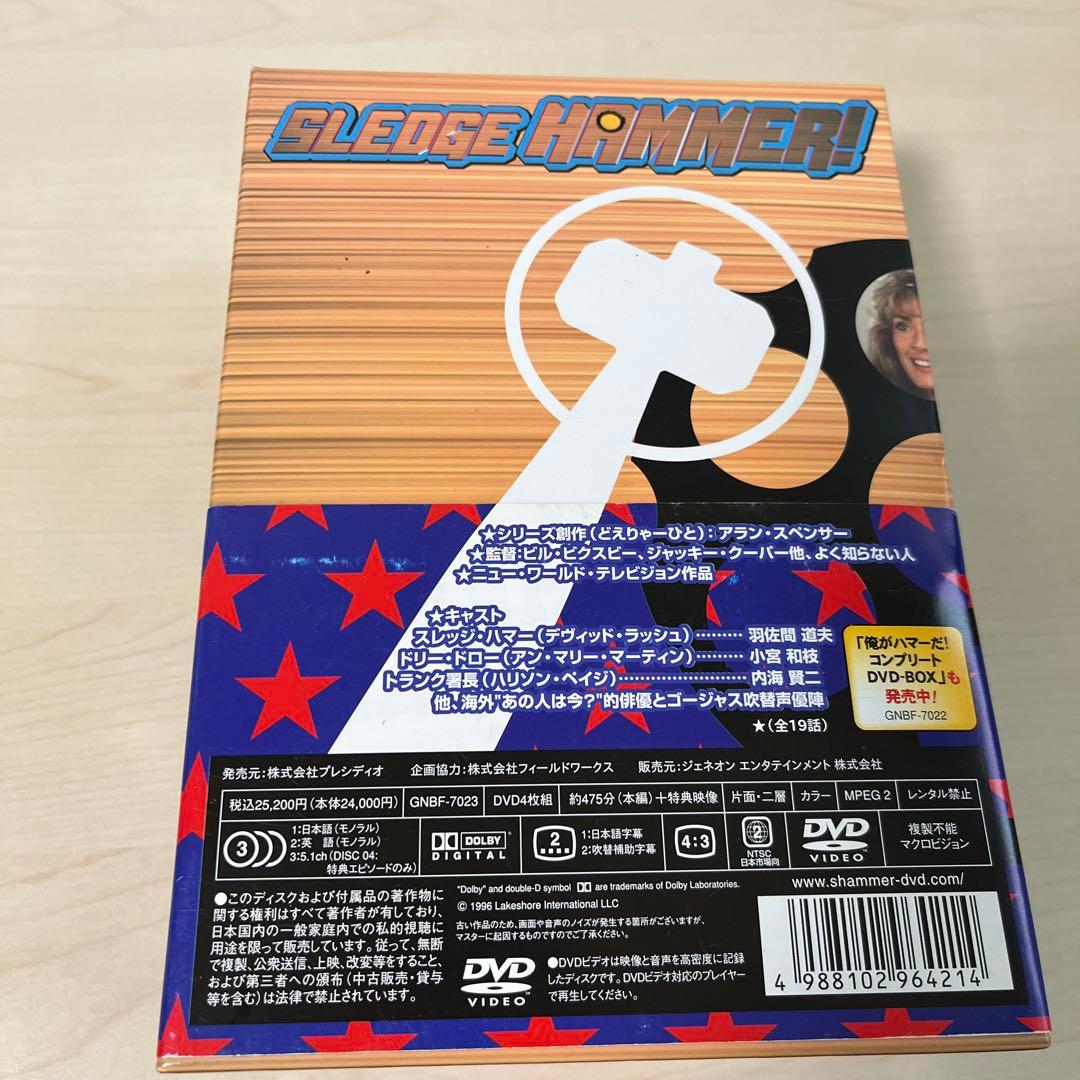 SLEDGE HAMMER!
★シリーズ創作（どえりゃーひと）：アラン・スペンサー
★監督：ビル・ビクスビー、ジャッキー・クーパー他、よく知らない人
★ニュー・ワールド・テレビジョン作品
★キャスト
スレッジ・ハマー（デヴィッド・ラッシュ）………羽佐間 道夫
ドリー・ドロー（アン・マリー・マーティン）………小宮 和枝
トランク署長（ハリソン・ペイジ）……………………内海 賢二
他、海外"あの人は今？"的俳優とゴージャス吹替声優陣
★（全19話）
「俺がハマーだ！
コンプリート
DVD-BOX」も
発売中！
GNBF-7022
発売元：株式会社プレシディオ 企画協力：株式会社フィールドワークス 販売元：ジェネオン エンタテインメント 株式会社
税込25,200円（本体24,000円） GNBF-7023 DVD4枚組 約475分（本編）＋特典映像 片面・二層 カラー MPEG 2 レンタル禁止
3
1:日本語（モノラル）
2:英 語（モノラル）
3:5.1ch（DISC 04:
特典エピソードのみ）
DOLBY
DIGITAL
2
1:日本語字幕
2:吹替補助字幕
4:3
2
NTSC
日本市場向
DVD
VIDEO
複製不能
マクロビジョン
●このディスクおよび付属品の著作物に
関する権利はすべて著作者が有しており、
日本国内の一般家庭内での私的視聴に
用途を限って販売しています。従って、無断
で複製、公衆送信、上映、改変等をすること、
および第三者への頒布（中古販売・貸与
等を含む）は法律で禁止されています。
"Dolby" and double-D symbol are trademarks of Dolby Laboratories.
© 1996 Lakeshore International LLC
古い作品のため、画面や音声のノイズが発生する箇所がございますが、
マスターに起因するものですのでご了承ください。
DVD
VIDEO
●DVDビデオは映像と音声を高密度に記録
したディスクです。DVDビデオ対応のプレイヤー
で再生してください。
www.shammer-dvd.com/
4 988102 964214